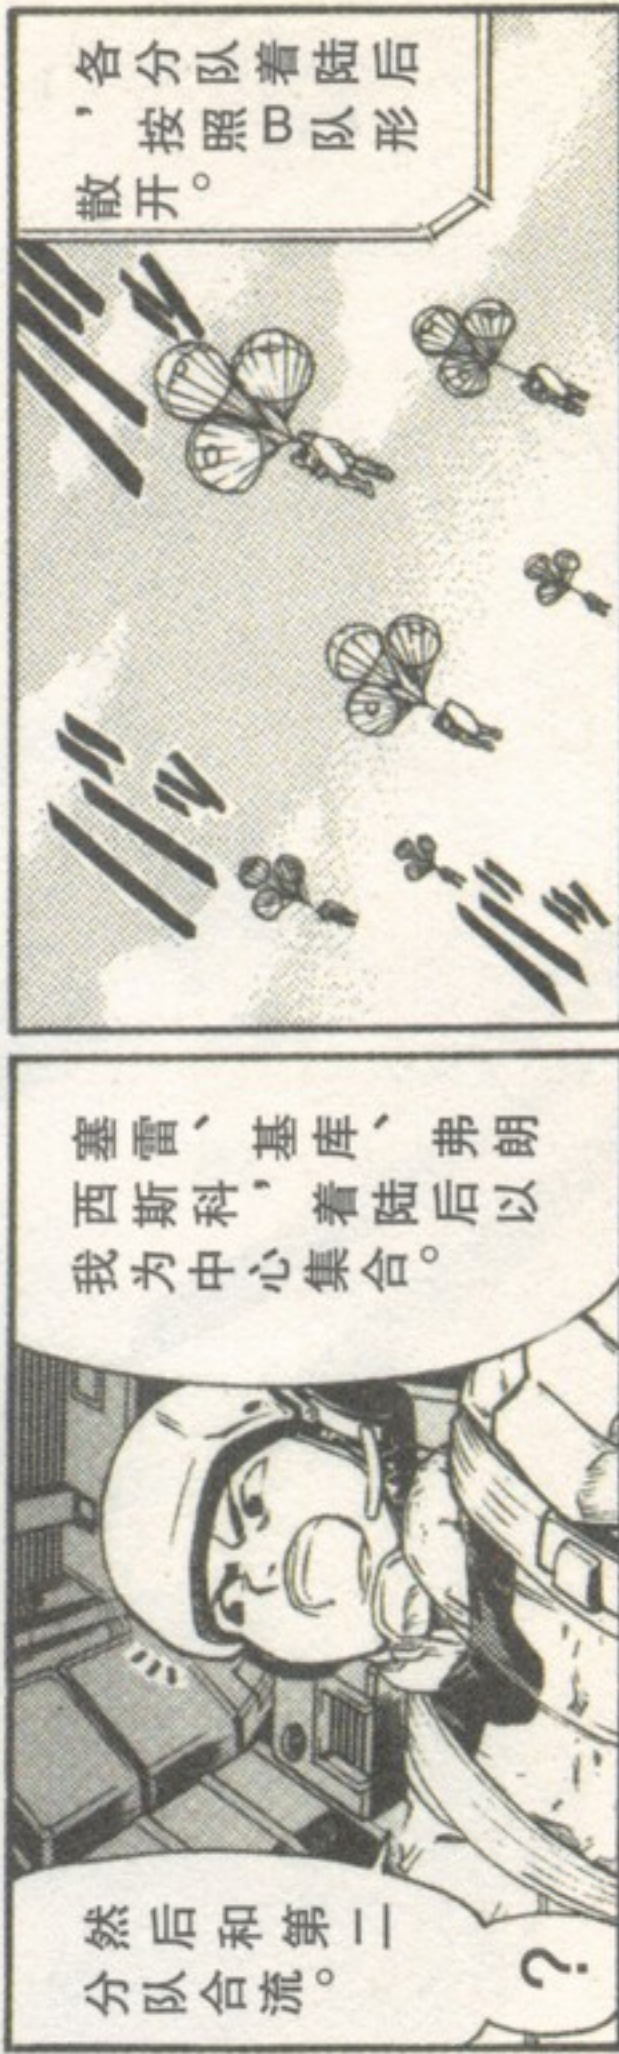 各分队着陆后
，按照B队形
散开。
塞雷、基库、弗朗
西斯科，着陆后以
我为中心集合。
然后和第二
分队合流。
？